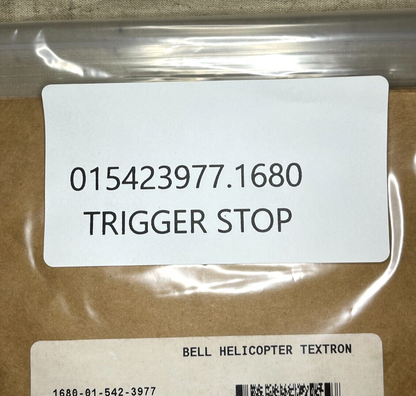 015423977.1680
TRIGGER STOP
BELL HELICOPTER TEXTRON
1680-01-542-3977